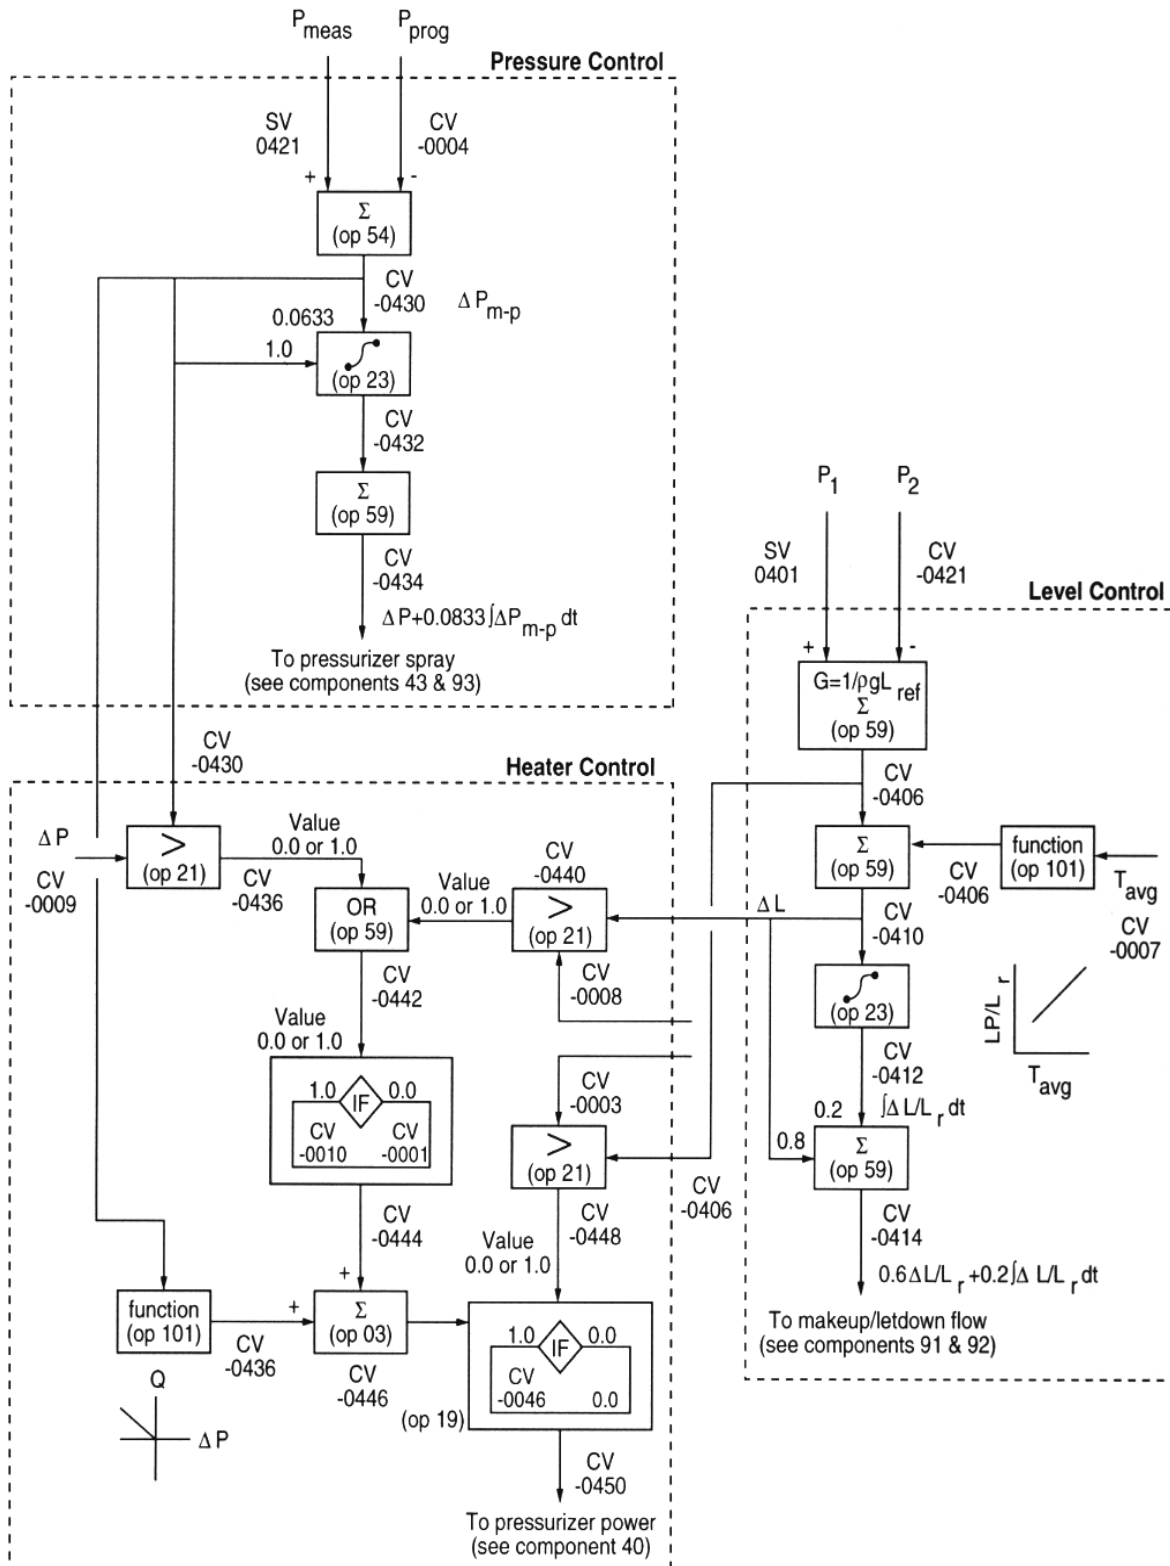 P meas
P prog
Pressure Control
SV
0421
CV
-0004
+
-
Σ
(op 54)
CV
-0430
Δ P m-p
0.0633
1.0
(op 23)
CV
-0432
Σ
(op 59)
CV
-0434
Δ P+0.0833 ∫Δ P m-p dt
To pressurizer spray
(see components 43 & 93)
P 1
P 2
SV
0401
CV
-0421
Level Control
+
-
G=1/ρgL ref
Σ
(op 59)
CV
-0406
Σ
(op 59)
CV
-0406
function
(op 101)
T avg
CV
-0007
Δ L
CV
-0410
(op 23)
LP/L r
T avg
CV
-0412
0.2
∫Δ L/L r dt
0.8
Σ
(op 59)
CV
-0414
0.6 Δ L/L r +0.2 ∫Δ L/L r dt
To makeup/letdown flow
(see components 91 & 92)
CV
-0430
Heater Control
Δ P
CV
-0009
>
(op 21)
CV
-0436
Value
0.0 or 1.0
OR
(op 59)
Value
0.0 or 1.0
CV
-0440
>
(op 21)
CV
-0008
CV
-0442
Value
0.0 or 1.0
1.0
IF
0.0
CV
-0010
CV
-0001
CV
-0003
>
(op 21)
CV
-0406
CV
-0444
CV
-0448
Value
0.0 or 1.0
function
(op 101)
CV
-0436
+
+
Σ
(op 03)
CV
-0446
Q
Δ P
1.0
IF
0.0
CV
-0046
0.0
(op 19)
CV
-0450
To pressurizer power
(see component 40)